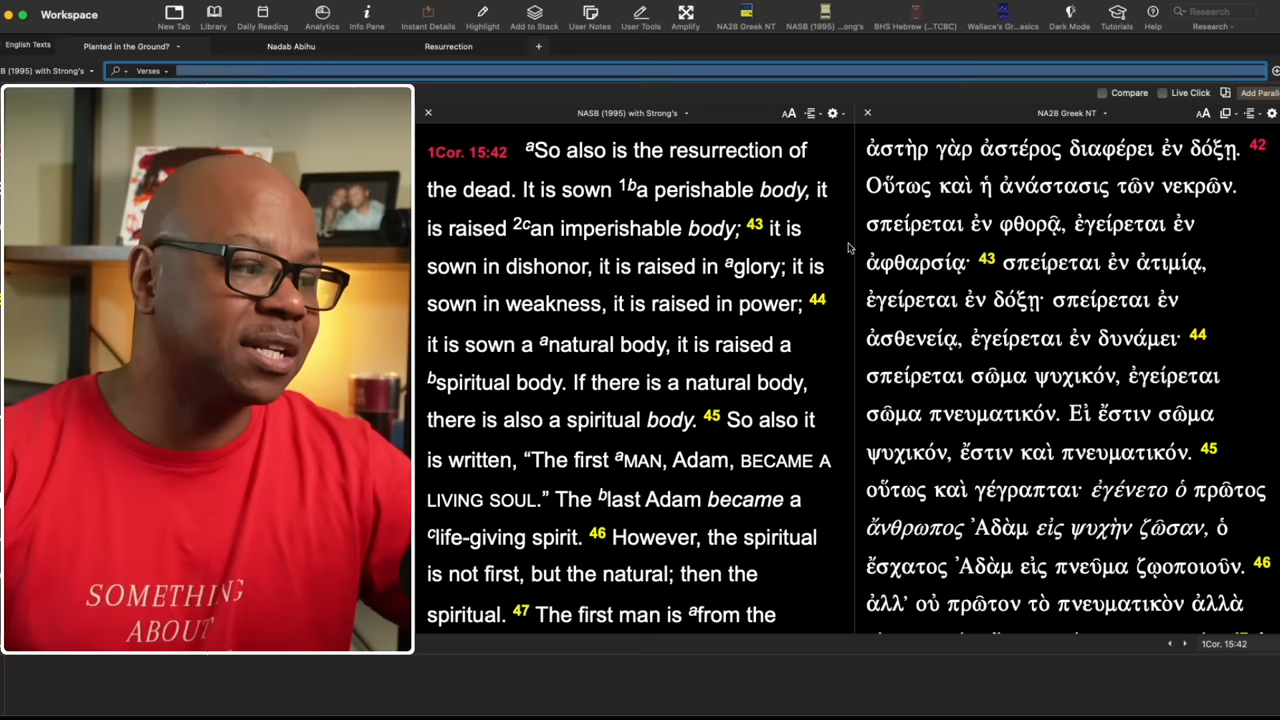 Workspace
New Tab
Library
Daily Reading
Analytics
Info Pane
Instant Details
Highlight
Add to Stack
User Notes
User Tools
Amplify
NA28 Greek NT
NASB (1995) ...ong's
BHS Hebrew (...TCBC)
Wallace's Gr...asics
Dark Mode
Tutorials
Help
Research
Research
English Texts
Planted in the Ground?
Nadab Abihu
Resurrection
+
B (1995) with Strong's
Verses
Compare
Live Click
Add Parall
NASB (1995) with Strong's
AA
NA28 Greek NT
AA
1Cor. 15:42 aSo also is the resurrection of
the dead. It is sown 1ba perishable body, it
is raised 2can imperishable body; 43 it is
sown in dishonor, it is raised in aglory; it is
sown in weakness, it is raised in power; 44
it is sown a anatural body, it is raised a
bspiritual body. If there is a natural body,
there is also a spiritual body. 45 So also it
is written, “The first aMAN, Adam, BECAME A
LIVING SOUL.” The blast Adam became a
clife-giving spirit. 46 However, the spiritual
is not first, but the natural; then the
spiritual. 47 The first man is afrom the
ἀστὴρ γὰρ ἀστέρος διαφέρει ἐν δόξῃ. 42
Οὕτως καὶ ἡ ἀνάστασις τῶν νεκρῶν.
σπείρεται ἐν φθορᾷ, ἐγείρεται ἐν
ἀφθαρσίᾳ· 43 σπείρεται ἐν ἀτιμίᾳ,
ἐγείρεται ἐν δόξῃ· σπείρεται ἐν
ἀσθενείᾳ, ἐγείρεται ἐν δυνάμει· 44
σπείρεται σῶμα ψυχικόν, ἐγείρεται
σῶμα πνευματικόν. Εἰ ἔστιν σῶμα
ψυχικόν, ἔστιν καὶ πνευματικόν. 45
οὕτως καὶ γέγραπται· ἐγένετο ὁ πρῶτος
ἄνθρωπος Ἀδὰμ εἰς ψυχὴν ζῶσαν, ὁ
ἔσχατος Ἀδὰμ εἰς πνεῦμα ζῳοποιοῦν. 46
ἀλλ’ οὐ πρῶτον τὸ πνευματικὸν ἀλλὰ
1Cor. 15:42
SOMETHING
ABOUT